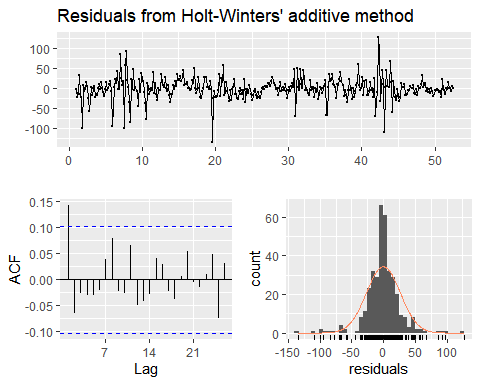 Residuals from Holt-Winters' additive method
100
50
0
-50
-100
0 10 20 30 40 50
0.15
0.10
0.05
0.00
-0.05
-0.10
ACF
7 14 21
Lag
60
40
20
0
count
-150 -100 -50 0 50 100
residuals